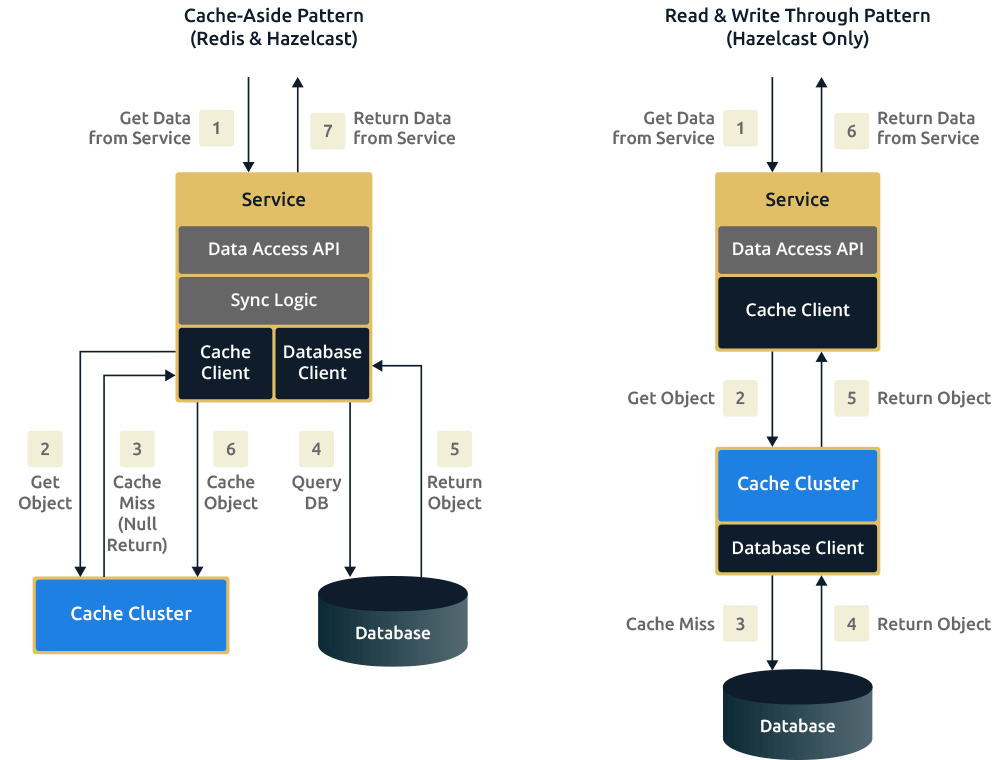 Cache-Aside Pattern
(Redis & Hazelcast)
Get Data
from Service
1
7
Return Data
from Service
Service
Data Access API
Sync Logic
Cache
Client
Database
Client
2
Get
Object
3
Cache
Miss
(Null
Return)
6
Cache
Object
4
Query
DB
5
Return
Object
Cache Cluster
Database
Read & Write Through Pattern
(Hazelcast Only)
Get Data
from Service
1
6
Return Data
from Service
Service
Data Access API
Cache Client
Get Object
2
5
Return Object
Cache Cluster
Database Client
Cache Miss
3
4
Return Object
Database